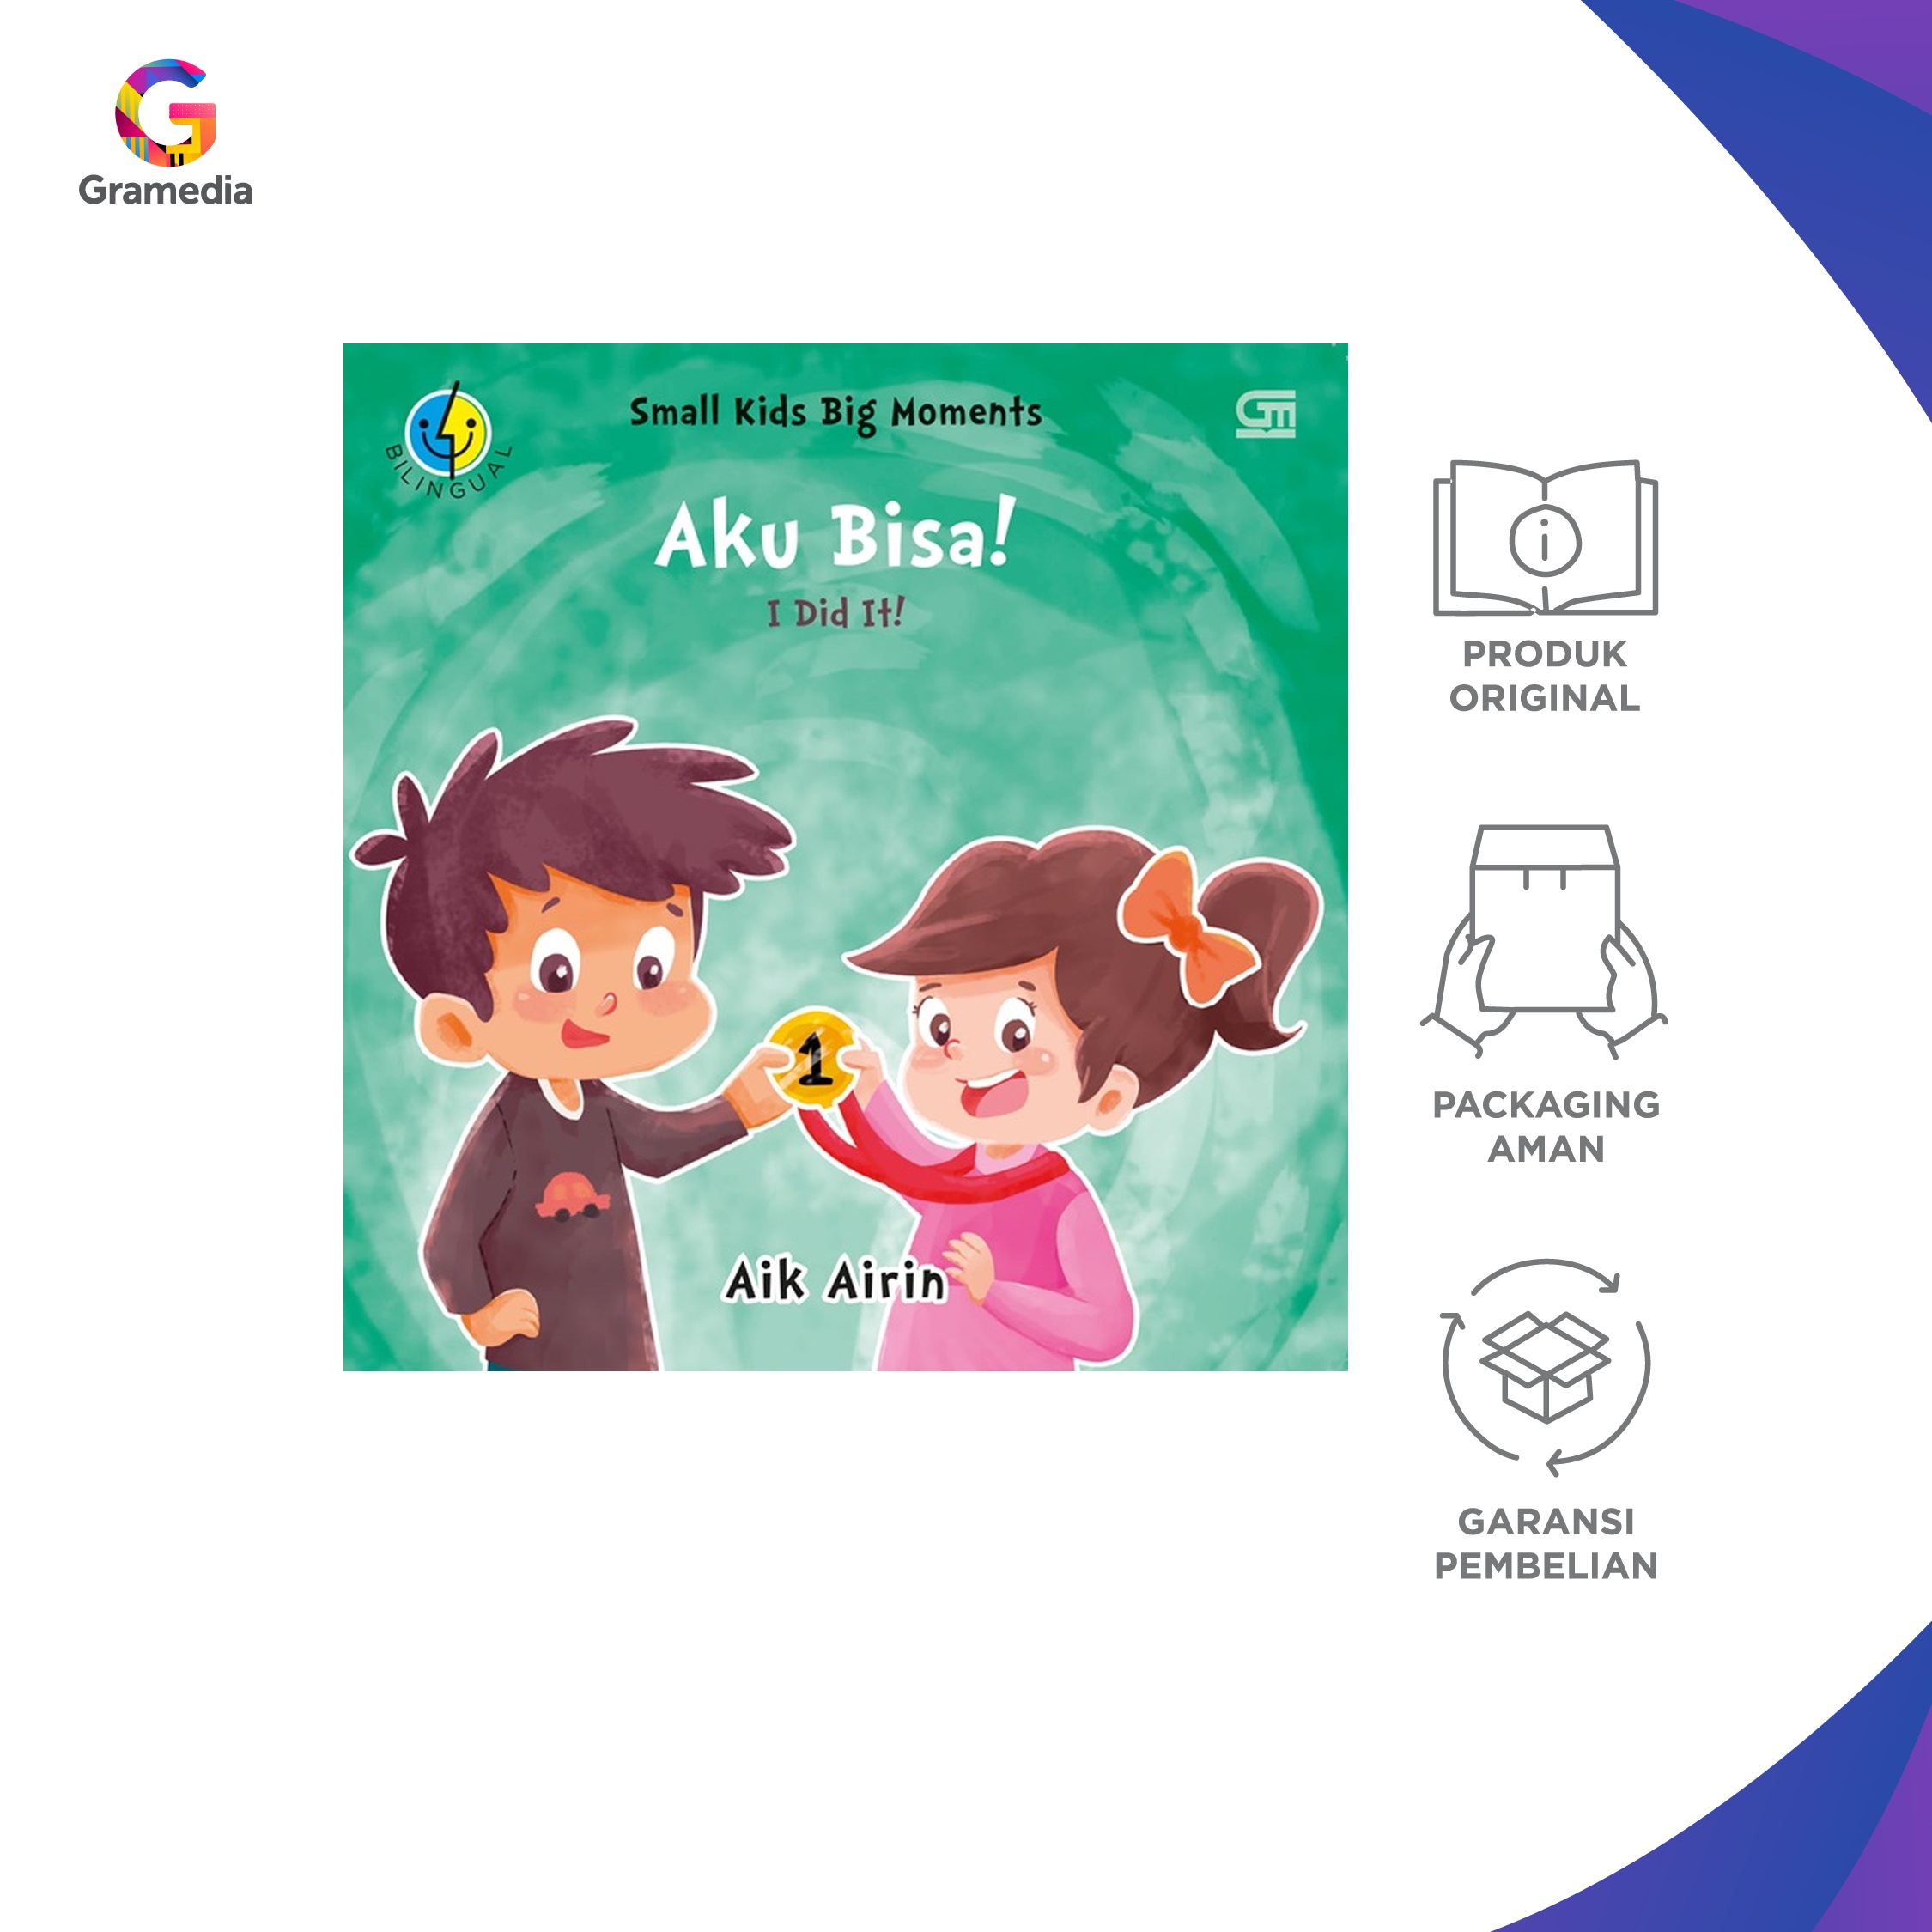 Gramedia
BILINGUAL
Small Kids Big Moments
GM
Aku Bisa!
I Did It!
1
Aik Airin
PRODUK
ORIGINAL
PACKAGING
AMAN
GARANSI
PEMBELIAN